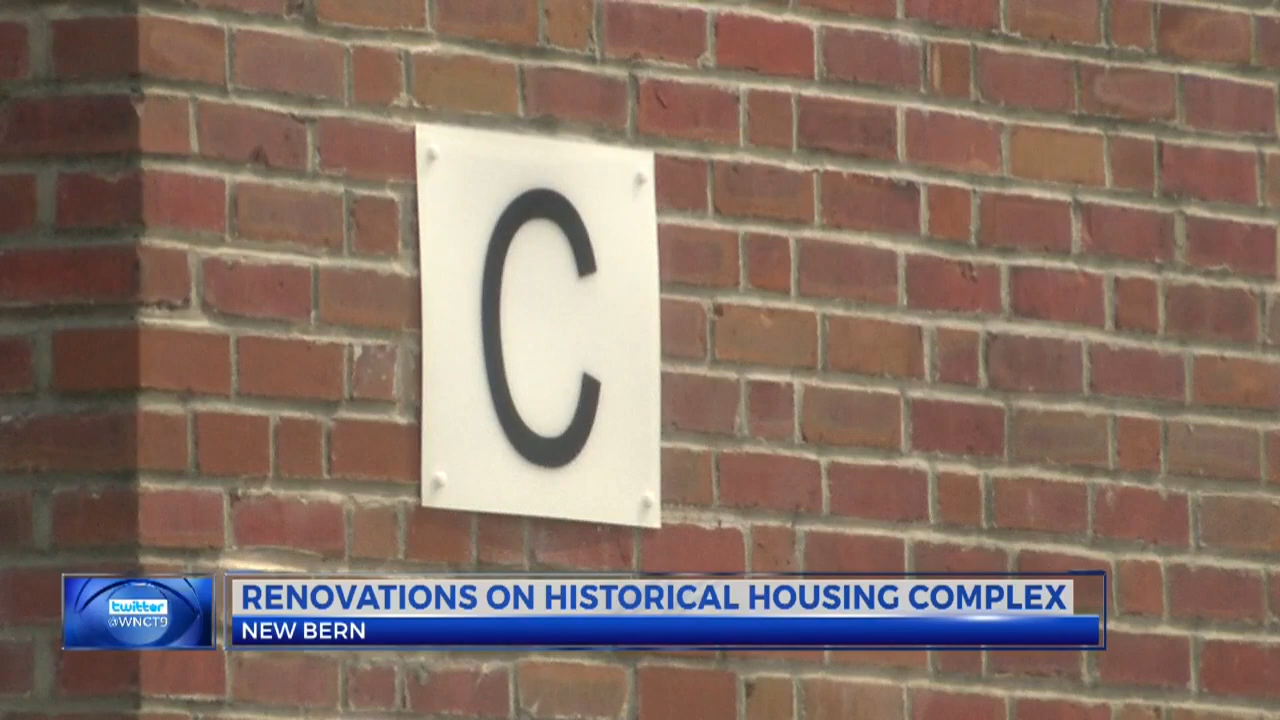 C
RENOVATIONS ON HISTORICAL HOUSING COMPLEX
twitter
@WNCT9
NEW BERN